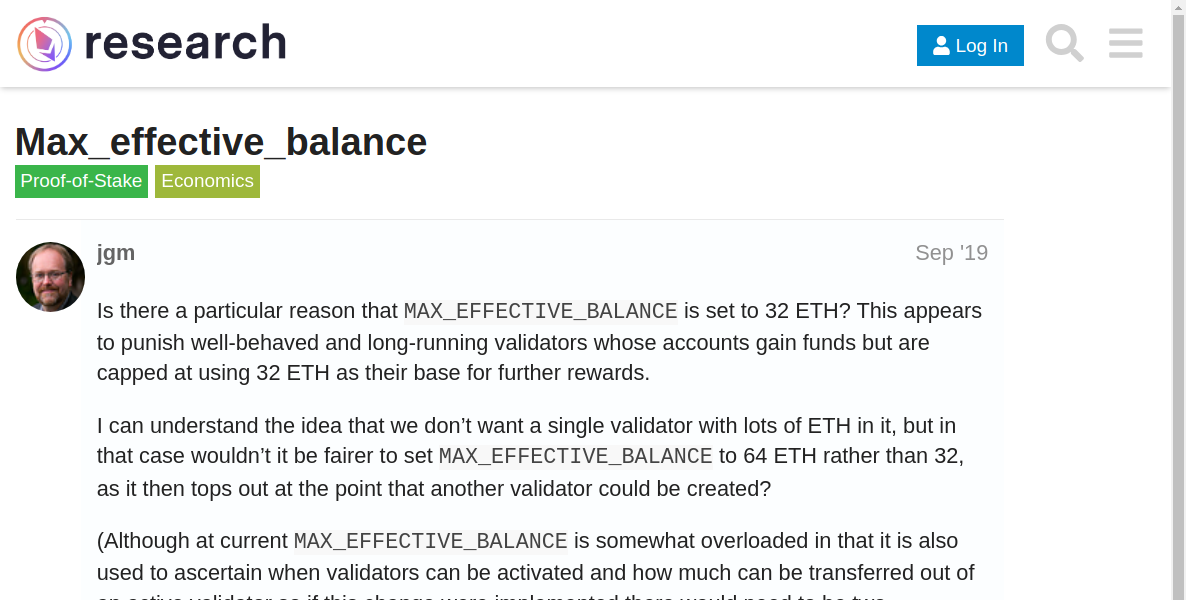 research
Log In
Max_effective_balance
Proof-of-Stake Economics
jgm Sep '19
Is there a particular reason that MAX_EFFECTIVE_BALANCE is set to 32 ETH? This appears
to punish well-behaved and long-running validators whose accounts gain funds but are
capped at using 32 ETH as their base for further rewards.
I can understand the idea that we don’t want a single validator with lots of ETH in it, but in
that case wouldn’t it be fairer to set MAX_EFFECTIVE_BALANCE to 64 ETH rather than 32,
as it then tops out at the point that another validator could be created?
(Although at current MAX_EFFECTIVE_BALANCE is somewhat overloaded in that it is also
used to ascertain when validators can be activated and how much can be transferred out of